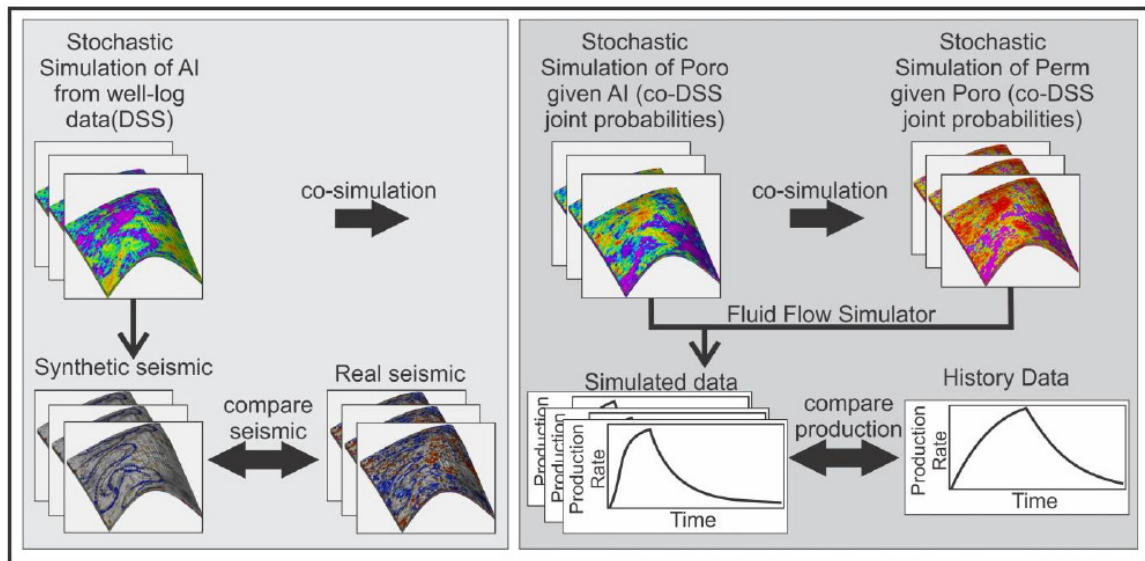 Stochastic
Simulation of AI
from well-log
data(DSS)
co-simulation
Synthetic seismic
Real seismic
compare
seismic
Stochastic
Simulation of Poro
given AI (co-DSS
joint probabilities)
co-simulation
Stochastic
Simulation of Perm
given Poro (co-DSS
joint probabilities)
Fluid Flow Simulator
Simulated data
Production
Production
Production
Rate
Time
compare
production
History Data
Production
Rate
Time